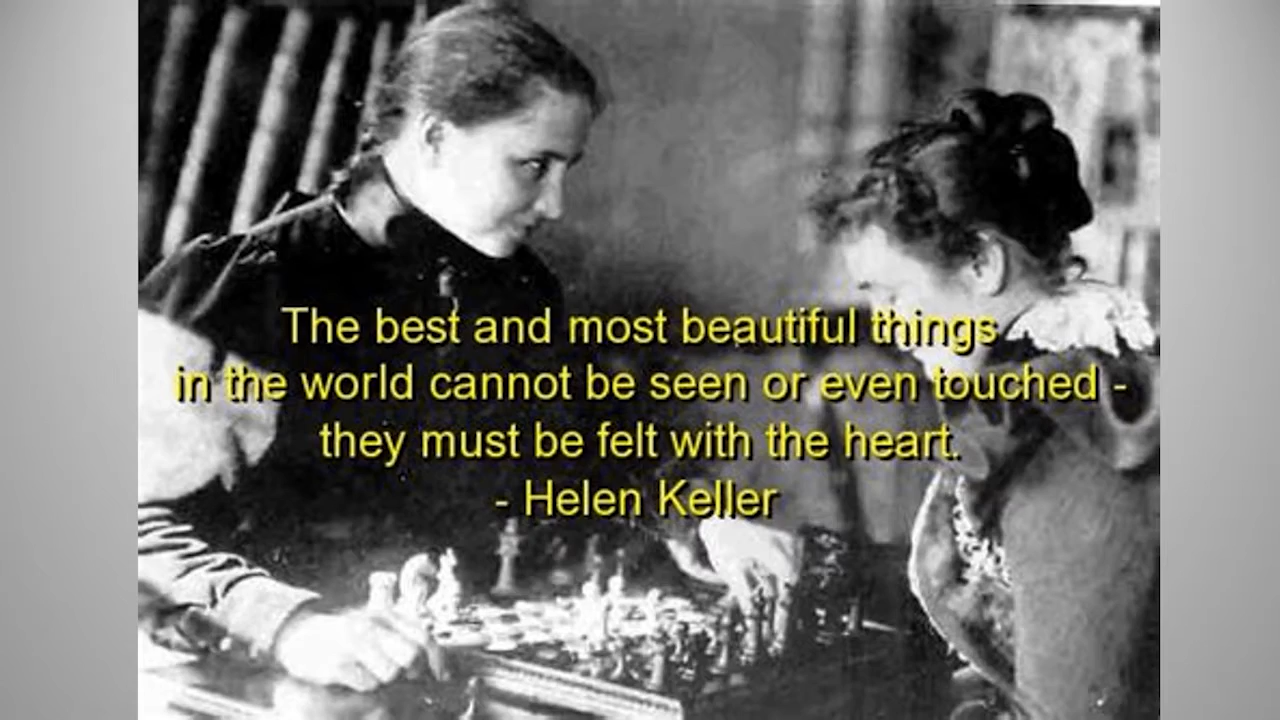 The best and most beautiful things
in the world cannot be seen or even touched -
they must be felt with the heart.
- Helen Keller